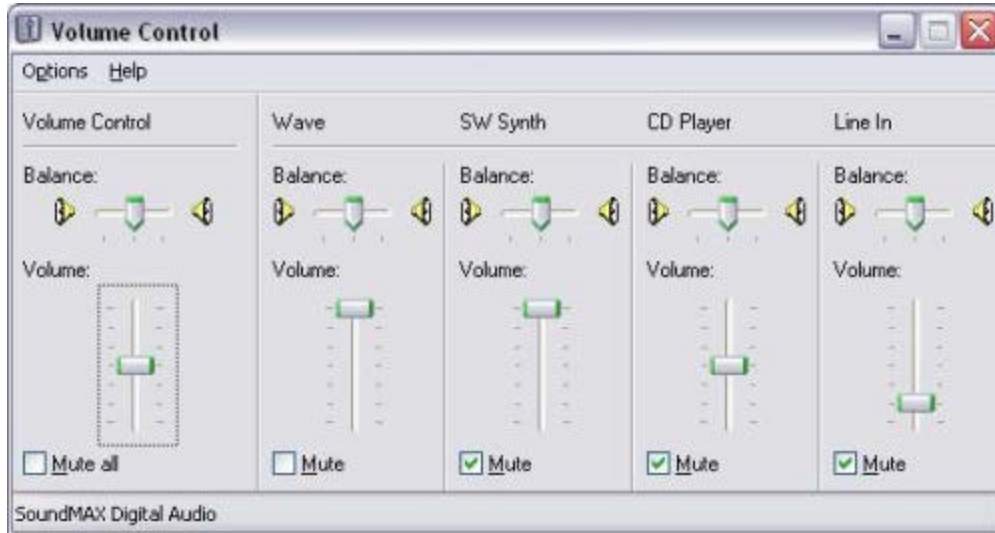 Volume Control
Options Help
Volume Control Wave SW Synth CD Player Line In
Balance: Balance: Balance: Balance: Balance:
Volume: Volume: Volume: Volume: Volume:
Mute all Mute Mute Mute Mute
SoundMAX Digital Audio